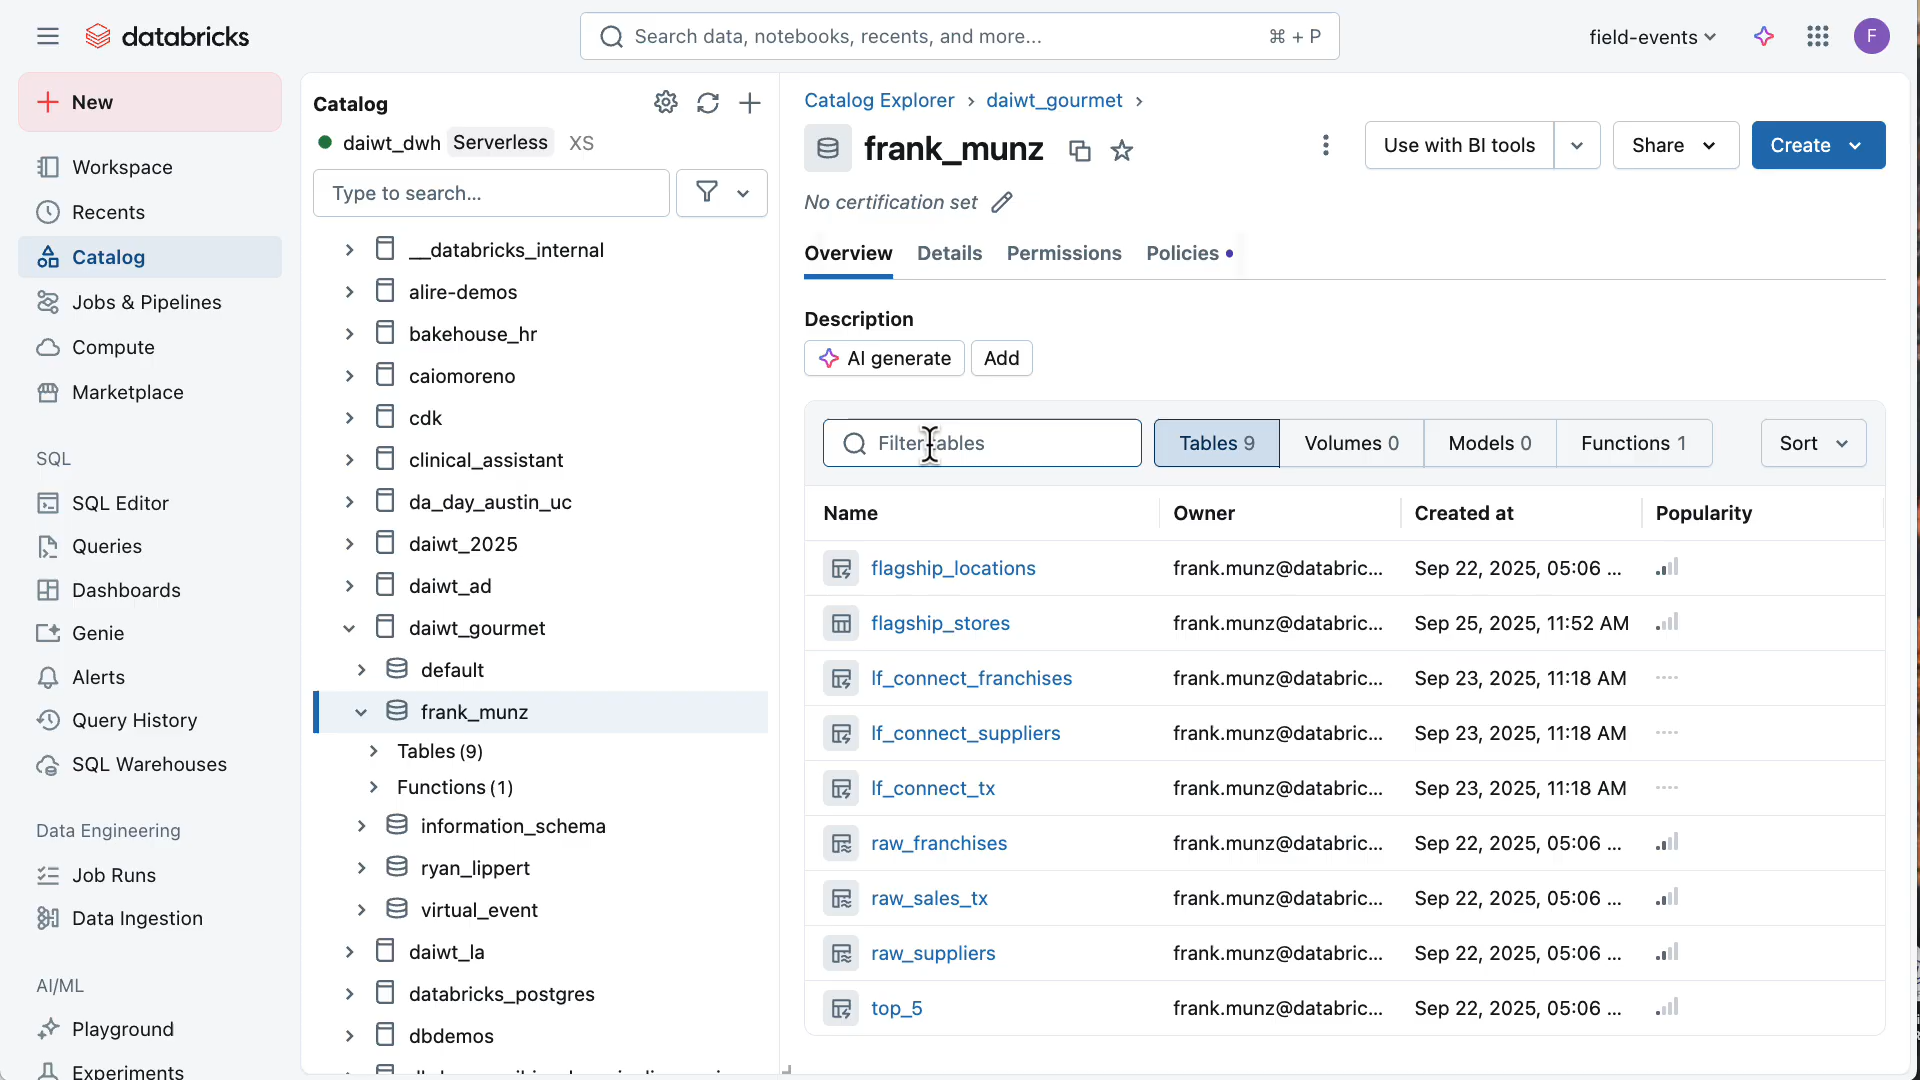 databricks
Search data, notebooks, recents, and more...
⌘ + P
field-events
F
New
Workspace
Recents
Catalog
Jobs & Pipelines
Compute
Marketplace
SQL
SQL Editor
Queries
Dashboards
Genie
Alerts
Query History
SQL Warehouses
Data Engineering
Job Runs
Data Ingestion
AI/ML
Playground
Experiments
Catalog
daiwt_dwh Serverless XS
Type to search...
__databricks_internal
alire-demos
bakehouse_hr
caiomoreno
cdk
clinical_assistant
da_day_austin_uc
daiwt_2025
daiwt_ad
daiwt_gourmet
default
frank_munz
Tables (9)
Functions (1)
information_schema
ryan_lippert
virtual_event
daiwt_la
databricks_postgres
dbdemos
Catalog Explorer › daiwt_gourmet ›
frank_munz
Use with BI tools
Share
Create
No certification set
Overview Details Permissions Policies
Description
AI generate Add
Filter tables
Tables 9 Volumes 0 Models 0 Functions 1
Sort
Name Owner Created at Popularity
flagship_locations frank.munz@databric... Sep 22, 2025, 05:06 ...
flagship_stores frank.munz@databric... Sep 25, 2025, 11:52 AM
lf_connect_franchises frank.munz@databric... Sep 23, 2025, 11:18 AM
lf_connect_suppliers frank.munz@databric... Sep 23, 2025, 11:18 AM
lf_connect_tx frank.munz@databric... Sep 23, 2025, 11:18 AM
raw_franchises frank.munz@databric... Sep 22, 2025, 05:06 ...
raw_sales_tx frank.munz@databric... Sep 22, 2025, 05:06 ...
raw_suppliers frank.munz@databric... Sep 22, 2025, 05:06 ...
top_5 frank.munz@databric... Sep 22, 2025, 05:06 ...